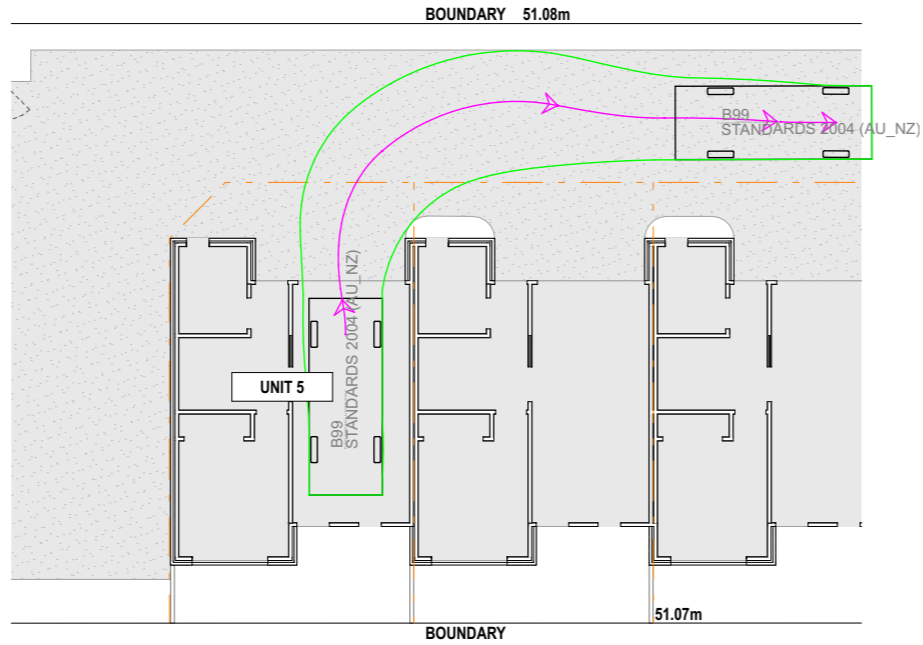 BOUNDARY 51.08m
B99
STANDARDS 2004 (AU_NZ)
B99
STANDARDS 2004 (AU_NZ)
UNIT 5
51.07m
BOUNDARY